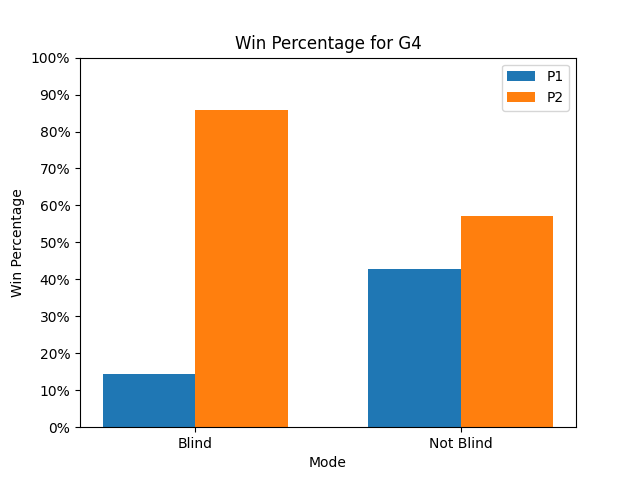 Win Percentage for G4
100%
90%
80%
70%
60%
50%
40%
30%
20%
10%
0%
Win Percentage
P1
P2
Blind
Not Blind
Mode